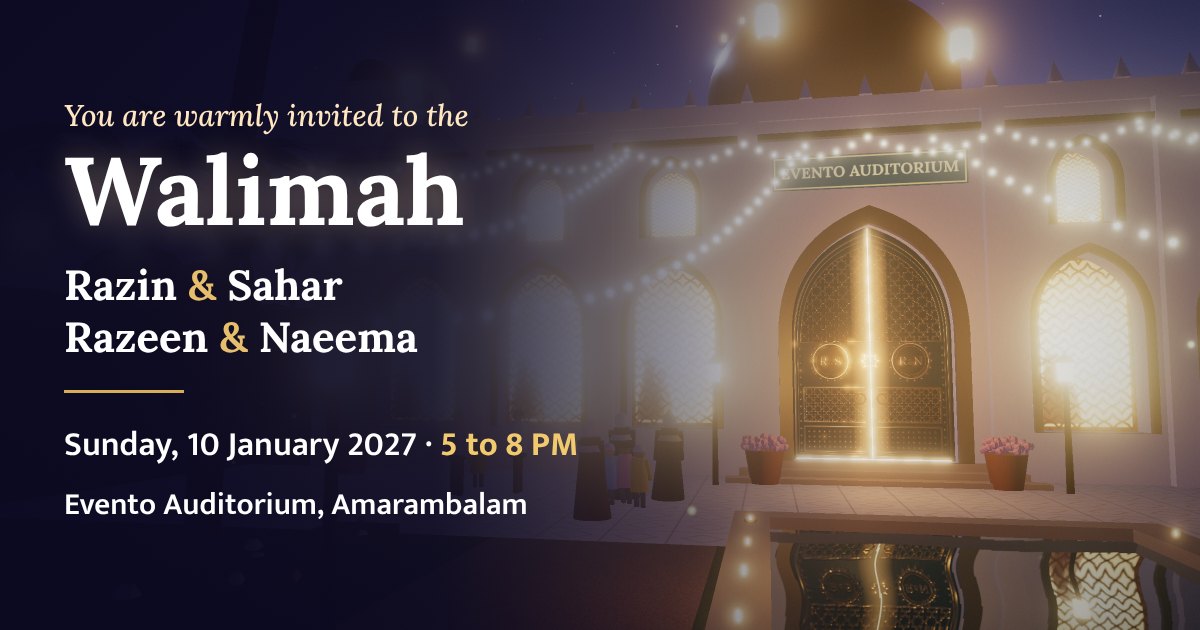 You are warmly invited to the
Walimah
Razin & Sahar
Razeen & Naeema
Sunday, 10 January 2027 · 5 to 8 PM
Evento Auditorium, Amarambalam
EVENTO AUDITORIUM